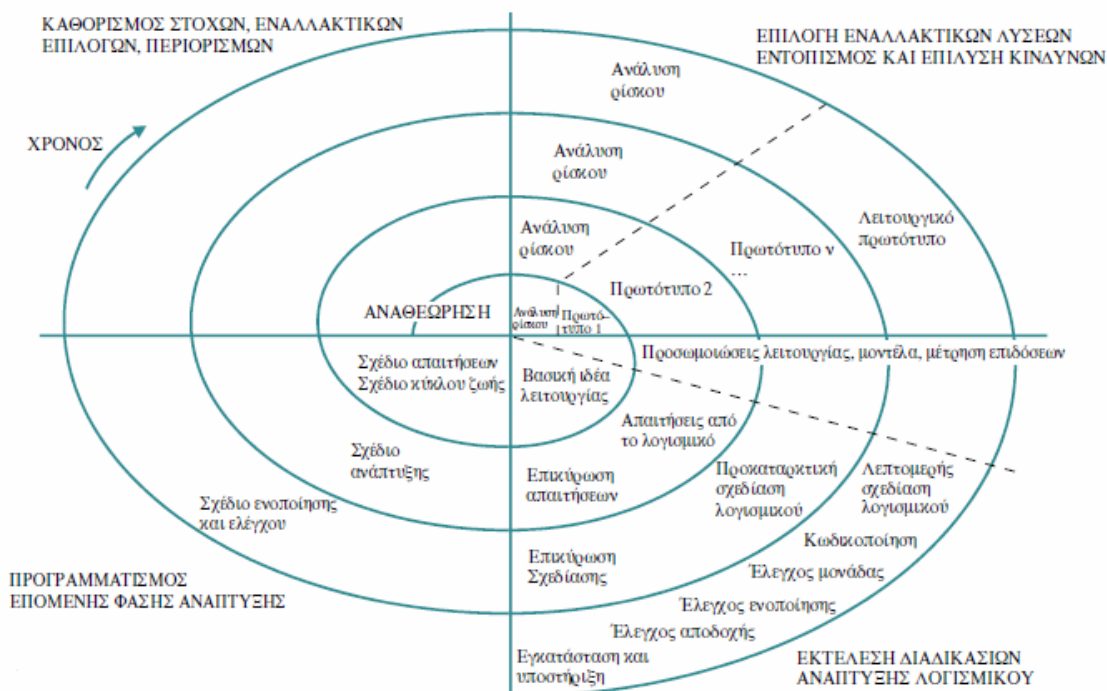 ΚΑΘΟΡΙΣΜΟΣ ΣΤΟΧΩΝ, ΕΝΑΛΛΑΚΤΙΚΩΝ
ΕΠΙΛΟΓΩΝ, ΠΕΡΙΟΡΙΣΜΩΝ
ΕΠΙΛΟΓΗ ΕΝΑΛΛΑΚΤΙΚΩΝ ΛΥΣΕΩΝ
ΕΝΤΟΠΙΣΜΟΣ ΚΑΙ ΕΠΙΛΥΣΗ ΚΙΝΔΥΝΩΝ
ΧΡΟΝΟΣ
Ανάλυση
ρίσκου
Ανάλυση
ρίσκου
Ανάλυση
ρίσκου
Λειτουργικό
πρωτότυπο
Πρωτότυπο ν
...
Πρωτότυπο 2
ΑΝΑΘΕΩΡΗΣΗ
Ανάλυση
ρίσκου
Πρωτό-
τυπο 1
Προσωμοιώσεις λειτουργίας, μοντέλα, μέτρηση επιδόσεων
Σχέδιο απαιτήσεων
Σχέδιο κύκλου ζωής
Βασική ιδέα
λειτουργίας
Απαιτήσεις από
το λογισμικό
Σχέδιο
ανάπτυξης
Επικύρωση
απαιτήσεων
Προκαταρκτική
σχεδίαση
λογισμικού
Λεπτομερής
σχεδίαση
λογισμικού
Σχέδιο ενοποίησης
και ελέγχου
Κωδικοποίηση
Επικύρωση
Σχεδίασης
Έλεγχος μονάδας
ΠΡΟΓΡΑΜΜΑΤΙΣΜΟΣ
ΕΠΟΜΕΝΗΣ ΦΑΣΗΣ ΑΝΑΠΤΥΞΗΣ
Έλεγχος ενοποίησης
Έλεγχος αποδοχής
Εγκατάσταση και
υποστήριξη
ΕΚΤΕΛΕΣΗ ΔΙΑΔΙΚΑΣΙΩΝ
ΑΝΑΠΤΥΞΗΣ ΛΟΓΙΣΜΙΚΟΥ